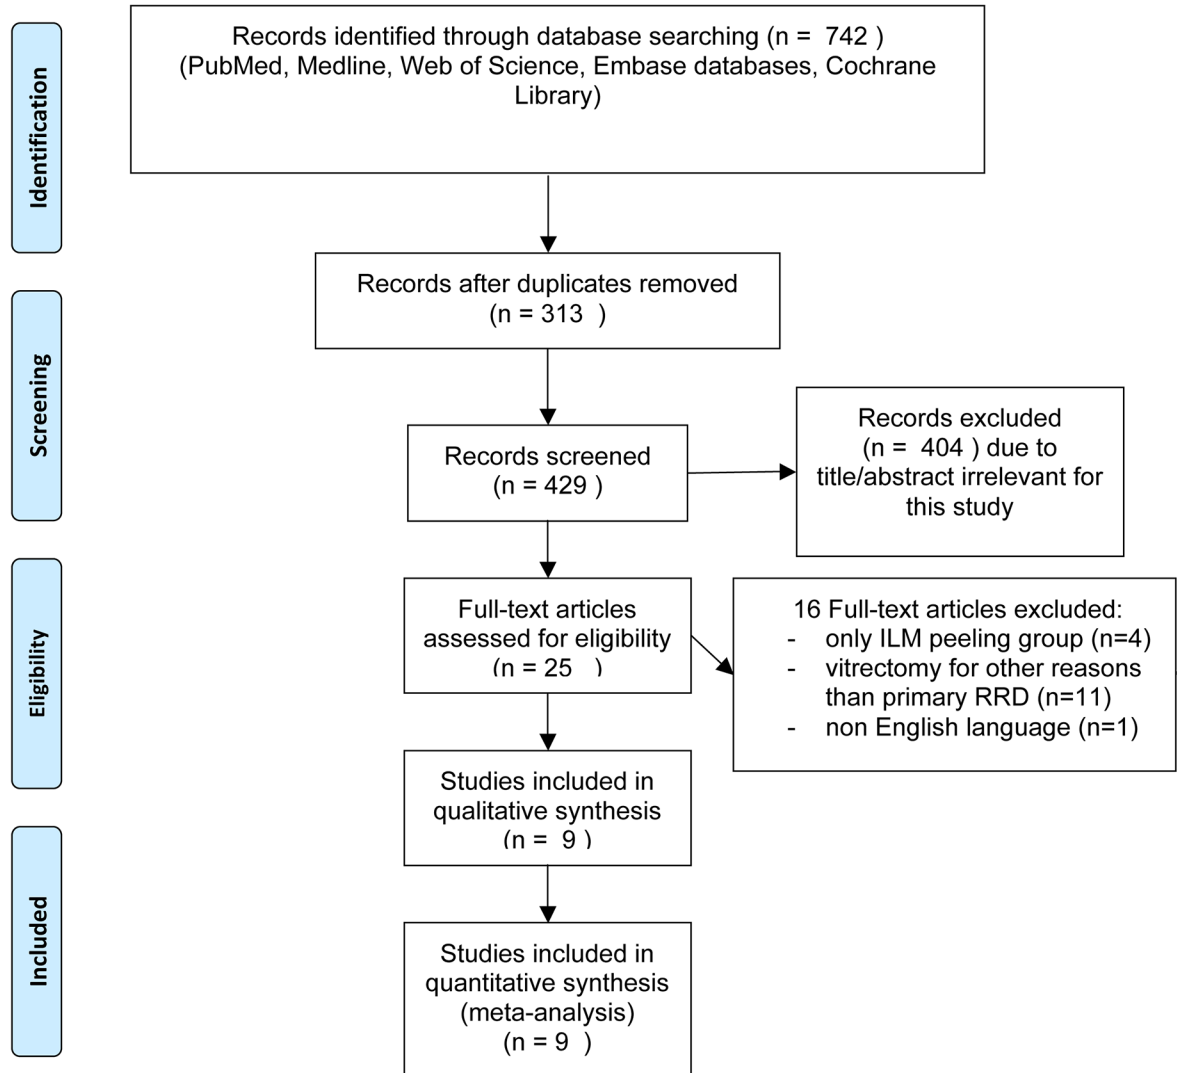 Identification
Records identified through database searching (n =  742 )
(PubMed, Medline, Web of Science, Embase databases, Cochrane
Library)
Records after duplicates removed
(n = 313  )
Screening
Records screened
(n = 429 )
Records excluded
(n =  404 ) due to
title/abstract irrelevant for
this study
Eligibility
Full-text articles
assessed for eligibility
(n = 25    )
16 Full-text articles excluded:
- only ILM peeling group (n=4)
- vitrectomy for other reasons
than primary RRD (n=11)
- non English language (n=1)
Studies included in
qualitative synthesis
(n =  9 )
Included
Studies included in
quantitative synthesis
(meta-analysis)
(n = 9  )